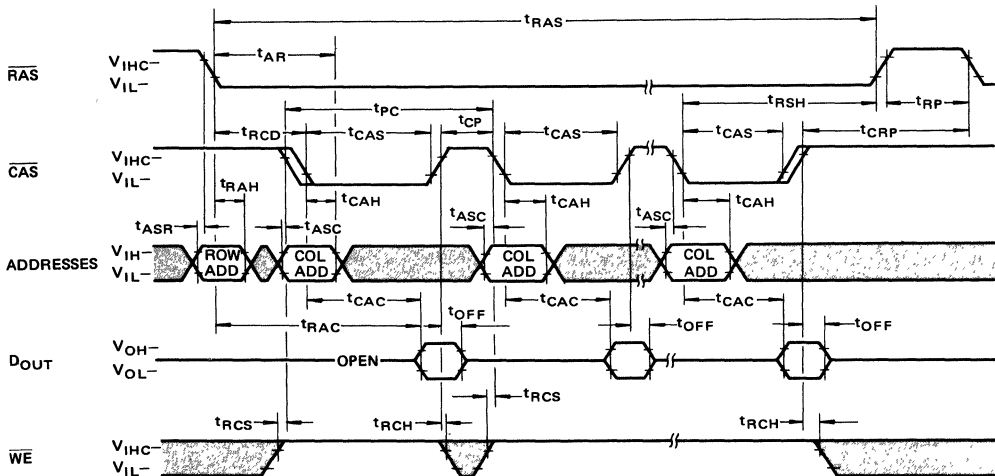 tRAS
tAR
RAS
VIHC–
VIL–
tRSH
tRP
tPC
tCP
tRCD
tCAS
tCAS
tCAS
tCRP
CAS
VIHC–
VIL–
tRAH
tCAH
tCAH
tCAH
tASR
tASC
tASC
tASC
ADDRESSES
VIH–
VIL–
ROW ADD
COL ADD
COL ADD
COL ADD
tCAC
tCAC
tCAC
tRAC
tOFF
tOFF
tOFF
DOUT
VOH–
VOL–
OPEN
tRCS
tRCS
tRCH
tRCH
WE
VIHC–
VIL–